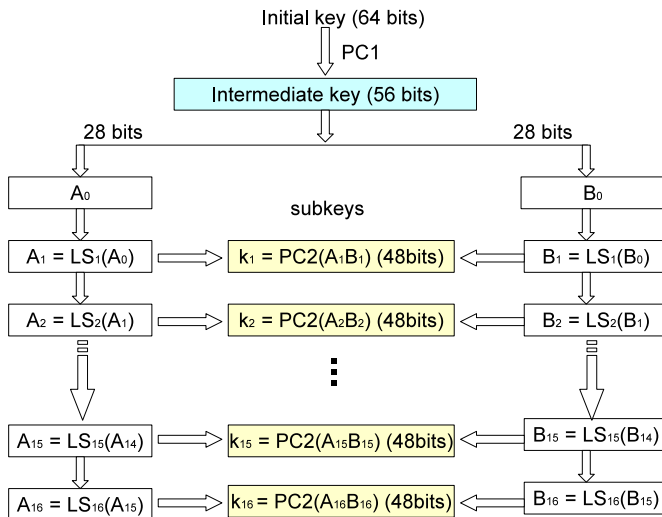 Initial key (64 bits)
PC1
Intermediate key (56 bits)
28 bits
28 bits
A₀
B₀
subkeys
A₁ = LS₁(A₀)
k₁ = PC2(A₁B₁) (48bits)
B₁ = LS₁(B₀)
A₂ = LS₂(A₁)
k₂ = PC2(A₂B₂) (48bits)
B₂ = LS₂(B₁)
A₁₅ = LS₁₅(A₁₄)
k₁₅ = PC2(A₁₅B₁₅) (48bits)
B₁₅ = LS₁₅(B₁₄)
A₁₆ = LS₁₆(A₁₅)
k₁₆ = PC2(A₁₆B₁₆) (48bits)
B₁₆ = LS₁₆(B₁₅)